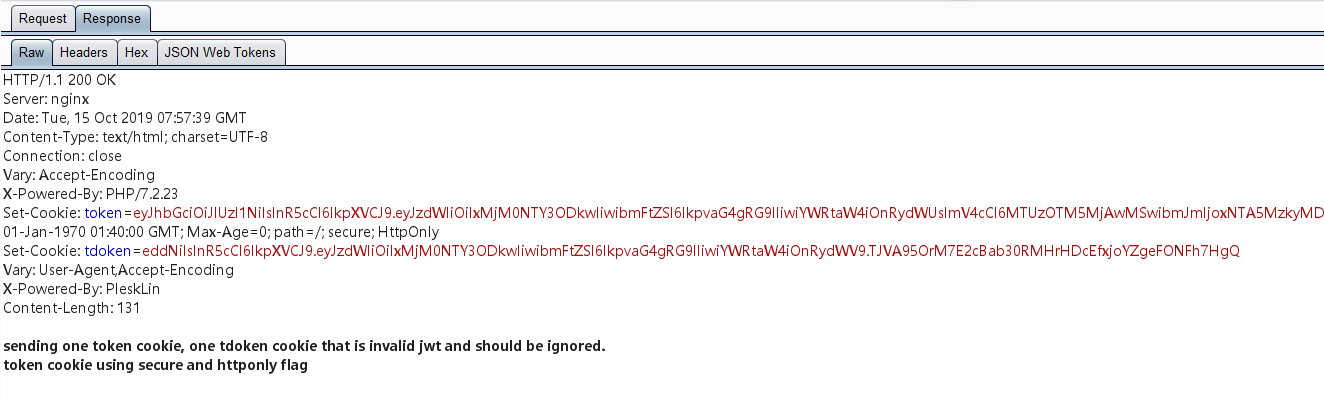 Request Response
Raw Headers Hex JSON Web Tokens
HTTP/1.1 200 OK
Server: nginx
Date: Tue, 15 Oct 2019 07:57:39 GMT
Content-Type: text/html; charset=UTF-8
Connection: close
Vary: Accept-Encoding
X-Powered-By: PHP/7.2.23
Set-Cookie: token=eyJhbGciOiJIUzI1NiIsInR5cCI6IkpXVCJ9.eyJzdWIiOiIxMjM0NTY3ODkwIiwibmFtZSI6IkpvaG4gRG9lIiwiYWRtaW4iOnRydWUsImV4cCI6MTUzOTM5MjAwMSwibmJmIjoxNTA5MzkyMD
01-Jan-1970 01:40:00 GMT; Max-Age=0; path=/; secure; HttpOnly
Set-Cookie: tdoken=eddNiIsInR5cCI6IkpXVCJ9.eyJzdWIiOiIxMjM0NTY3ODkwIiwibmFtZSI6IkpvaG4gRG9lIiwiYWRtaW4iOnRydWV9.TJVA95OrM7E2cBab30RMHrHDcEfxjoYZgeFONFh7HgQ
Vary: User-Agent,Accept-Encoding
X-Powered-By: PleskLin
Content-Length: 131
sending one token cookie, one tdoken cookie that is invalid jwt and should be ignored.
token cookie using secure and httponly flag